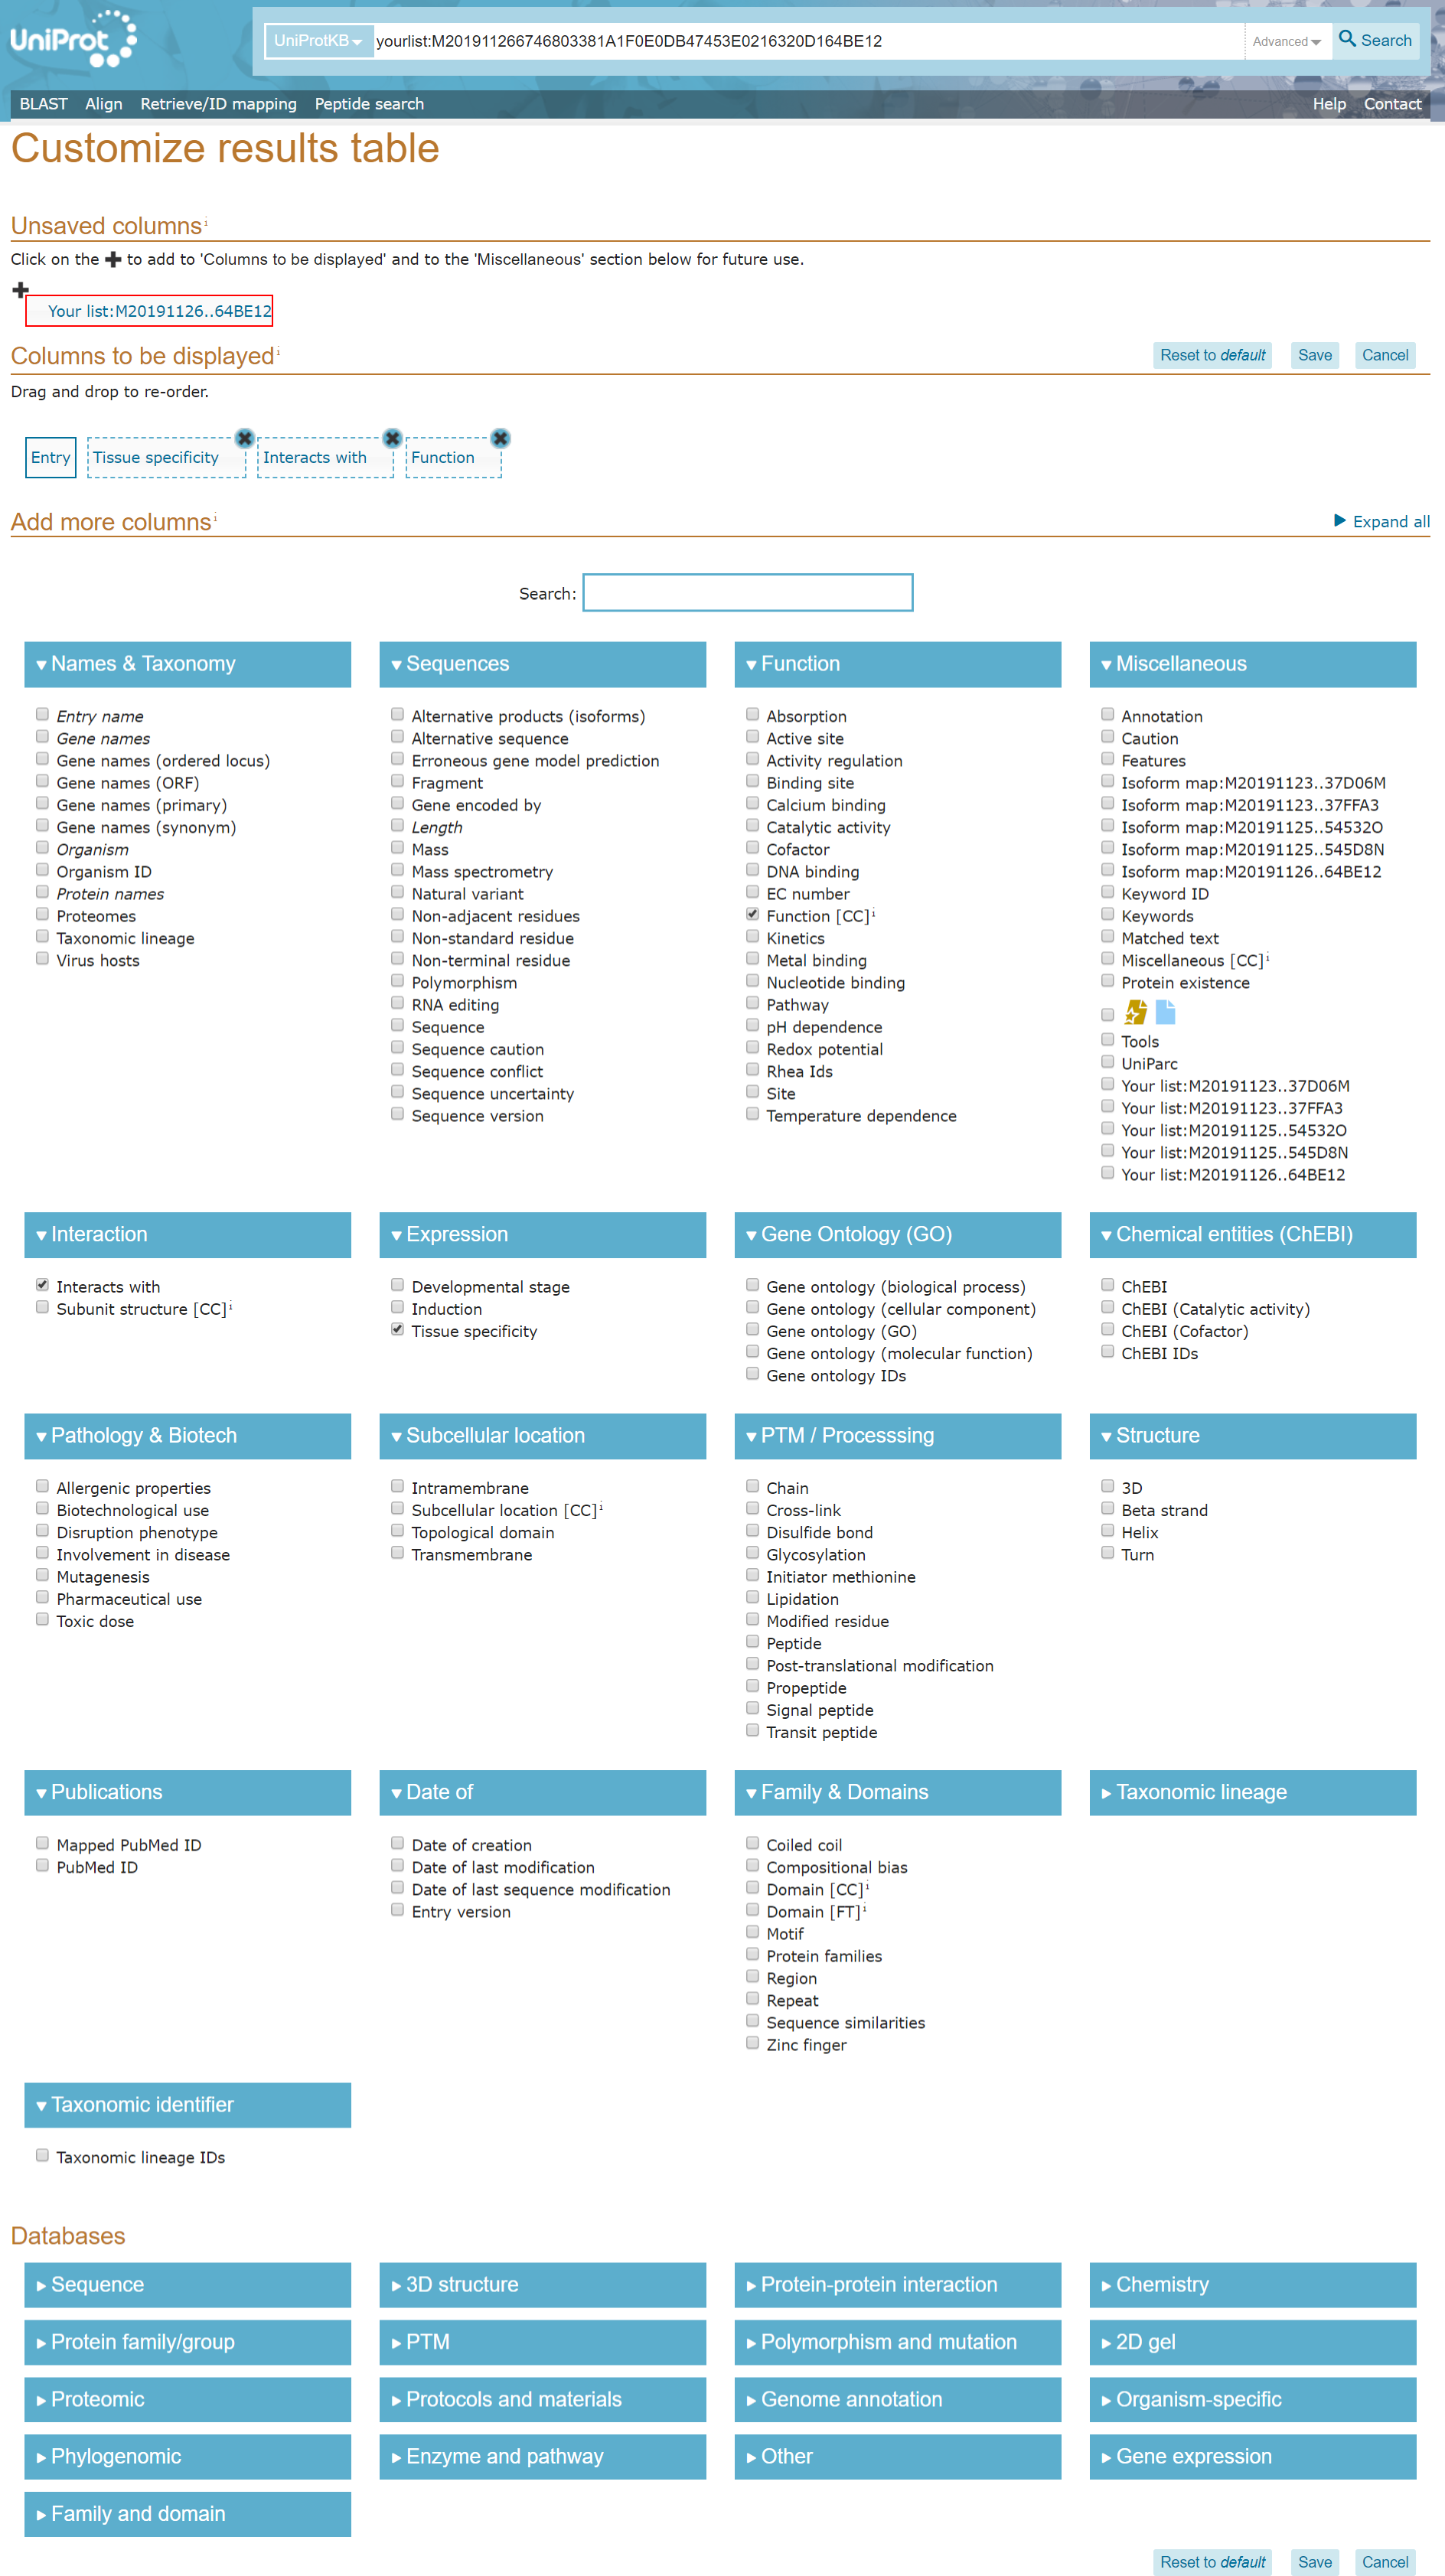 UniProt
UniProtKB yourlist:M201911266746803381A1F0E0DB47453E0216320D164BE12 Advanced Search
BLAST Align Retrieve/ID mapping Peptide search Help Contact
Customize results table
Unsaved columns i
Click on the + to add to 'Columns to be displayed' and to the 'Miscellaneous' section below for future use.
Your list:M20191126..64BE12
Columns to be displayed i Reset to default Save Cancel
Drag and drop to re-order.
Entry Tissue specificity Interacts with Function
Add more columns i Expand all
Search:
Names & Taxonomy
Entry name
Gene names
Gene names (ordered locus)
Gene names (ORF)
Gene names (primary)
Gene names (synonym)
Organism
Organism ID
Protein names
Proteomes
Taxonomic lineage
Virus hosts
Sequences
Alternative products (isoforms)
Alternative sequence
Erroneous gene model prediction
Fragment
Gene encoded by
Length
Mass
Mass spectrometry
Natural variant
Non-adjacent residues
Non-standard residue
Non-terminal residue
Polymorphism
RNA editing
Sequence
Sequence caution
Sequence conflict
Sequence uncertainty
Sequence version
Function
Absorption
Active site
Activity regulation
Binding site
Calcium binding
Catalytic activity
Cofactor
DNA binding
EC number
Function [CC] i
Kinetics
Metal binding
Nucleotide binding
Pathway
pH dependence
Redox potential
Rhea Ids
Site
Temperature dependence
Miscellaneous
Annotation
Caution
Features
Isoform map:M20191123..37D06M
Isoform map:M20191123..37FFA3
Isoform map:M20191125..54532O
Isoform map:M20191125..545D8N
Isoform map:M20191126..64BE12
Keyword ID
Keywords
Matched text
Miscellaneous [CC] i
Protein existence
Tools
UniParc
Your list:M20191123..37D06M
Your list:M20191123..37FFA3
Your list:M20191125..54532O
Your list:M20191125..545D8N
Your list:M20191126..64BE12
Interaction
Interacts with
Subunit structure [CC] i
Expression
Developmental stage
Induction
Tissue specificity
Gene Ontology (GO)
Gene ontology (biological process)
Gene ontology (cellular component)
Gene ontology (GO)
Gene ontology (molecular function)
Gene ontology IDs
Chemical entities (ChEBI)
ChEBI
ChEBI (Catalytic activity)
ChEBI (Cofactor)
ChEBI IDs
Pathology & Biotech
Allergenic properties
Biotechnological use
Disruption phenotype
Involvement in disease
Mutagenesis
Pharmaceutical use
Toxic dose
Subcellular location
Intramembrane
Subcellular location [CC] i
Topological domain
Transmembrane
PTM / Processsing
Chain
Cross-link
Disulfide bond
Glycosylation
Initiator methionine
Lipidation
Modified residue
Peptide
Post-translational modification
Propeptide
Signal peptide
Transit peptide
Structure
3D
Beta strand
Helix
Turn
Publications
Mapped PubMed ID
PubMed ID
Date of
Date of creation
Date of last modification
Date of last sequence modification
Entry version
Family & Domains
Coiled coil
Compositional bias
Domain [CC] i
Domain [FT] i
Motif
Protein families
Region
Repeat
Sequence similarities
Zinc finger
Taxonomic lineage
Taxonomic identifier
Taxonomic lineage IDs
Databases
Sequence 3D structure Protein-protein interaction Chemistry
Protein family/group PTM Polymorphism and mutation 2D gel
Proteomic Protocols and materials Genome annotation Organism-specific
Phylogenomic Enzyme and pathway Other Gene expression
Family and domain
Reset to default Save Cancel